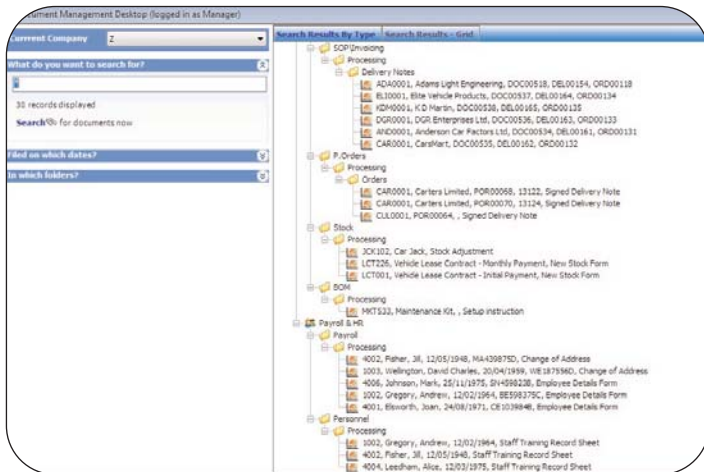 ocument Management Desktop (logged in as Manager)
Current Company Z
What do you want to search for?
*
30 records displayed
Search for documents now
Filed on which dates?
In which folders?
Search Results By Type Search Results - Grid
SOP\Invoicing
Processing
Delivery Notes
ADA0001, Adams Light Engineering, DOC00518, DEL00154, ORD00118
ELI0001, Elite Vehicle Products, DOC00537, DEL00164, ORD00134
KDM0001, K D Martin, DOC00538, DEL00165, ORD00135
DGR0001, DGR Enterprises Ltd, DOC00536, DEL00163, ORD00133
AND0001, Anderson Car Factors Ltd, DOC00534, DEL00161, ORD00131
CAR0001, CarsMart, DOC00535, DEL00162, ORD00132
P.Orders
Processing
Orders
CAR0001, Carters Limited, POR00068, 13122, Signed Delivery Note
CAR0001, Carters Limited, POR00070, 13124, Signed Delivery Note
CUL0001, POR00064, , Signed Delivery Note
Stock
Processing
JCK102, Car Jack, Stock Adjustment
LCT226, Vehicle Lease Contract - Monthly Payment, New Stock Form
LCT001, Vehicle Lease Contract - Initial Payment, New Stock Form
BOM
Processing
MKT533, Maintenance Kit, , Setup instruction
Payroll & HR
Payroll
Processing
4002, Fisher, Jill, 12/05/1948, MA439875D, Change of Address
1003, Wellington, David Charles, 20/04/1959, WE187556D, Change of Address
4006, Johnson, Mark, 25/11/1975, SN459823B, Employee Details Form
1002, Gregory, Andrew, 12/02/1964, BE598375C, Employee Details Form
4001, Elsworth, Joan, 24/08/1971, CE103984B, Employee Details Form
Personnel
Processing
1002, Gregory, Andrew, 12/02/1964, Staff Training Record Sheet
4002, Fisher, Jill, 12/05/1948, Staff Training Record Sheet
4004, Leedham, Alice, 12/03/1975, Staff Training Record Sheet